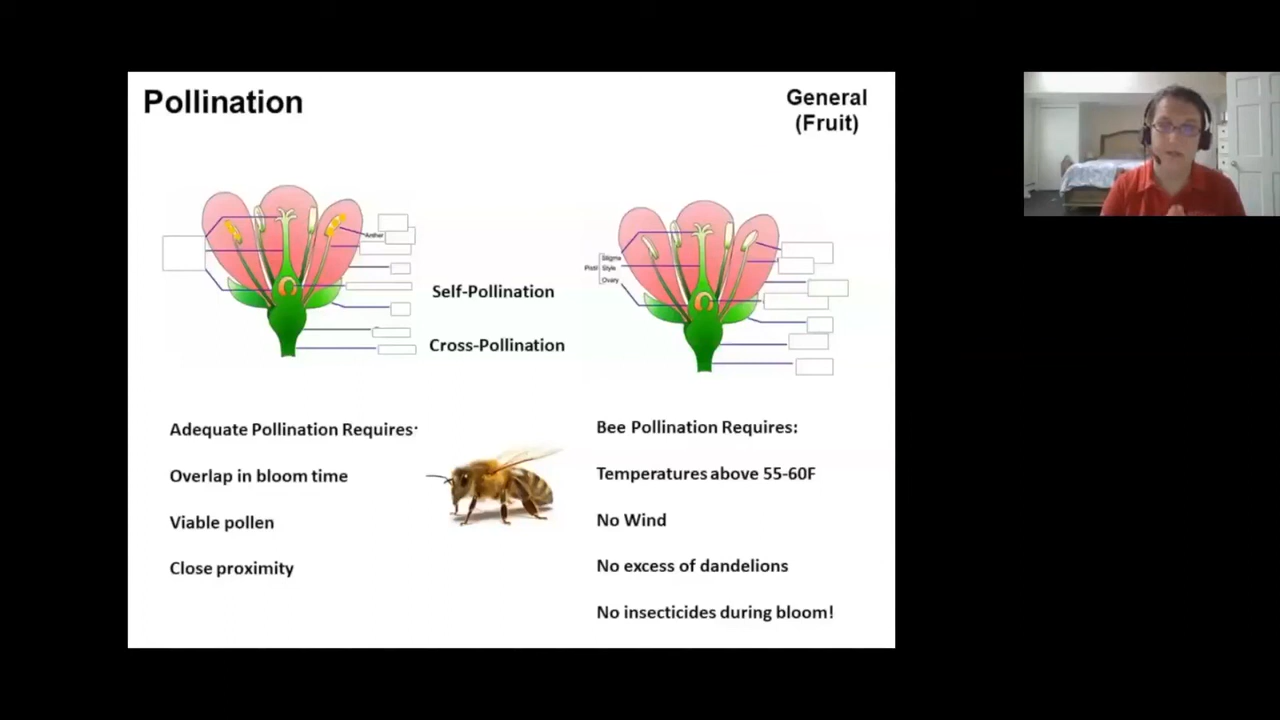 Pollination
General
(Fruit)
Anther
Stigma
Pistil
Style
Ovary
Self-Pollination
Cross-Pollination
Adequate Pollination Requires:
Overlap in bloom time
Viable pollen
Close proximity
Bee Pollination Requires:
Temperatures above 55-60F
No Wind
No excess of dandelions
No insecticides during bloom!